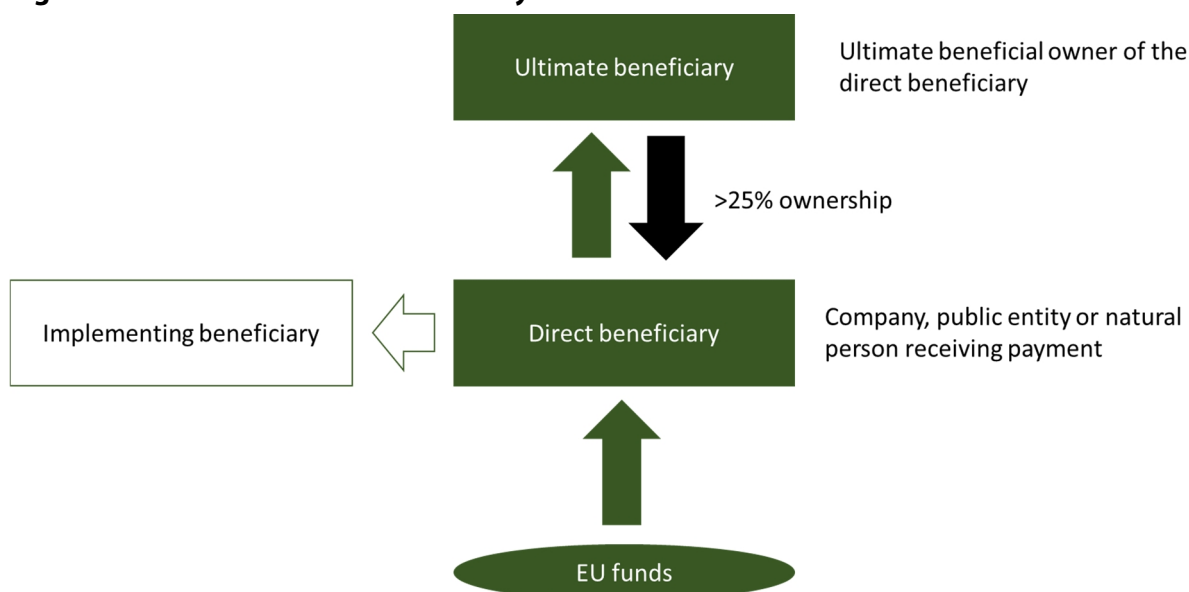 Ultimate beneficiary
Ultimate beneficial owner of the
direct beneficiary
>25% ownership
Implementing beneficiary
Direct beneficiary
Company, public entity or natural
person receiving payment
EU funds